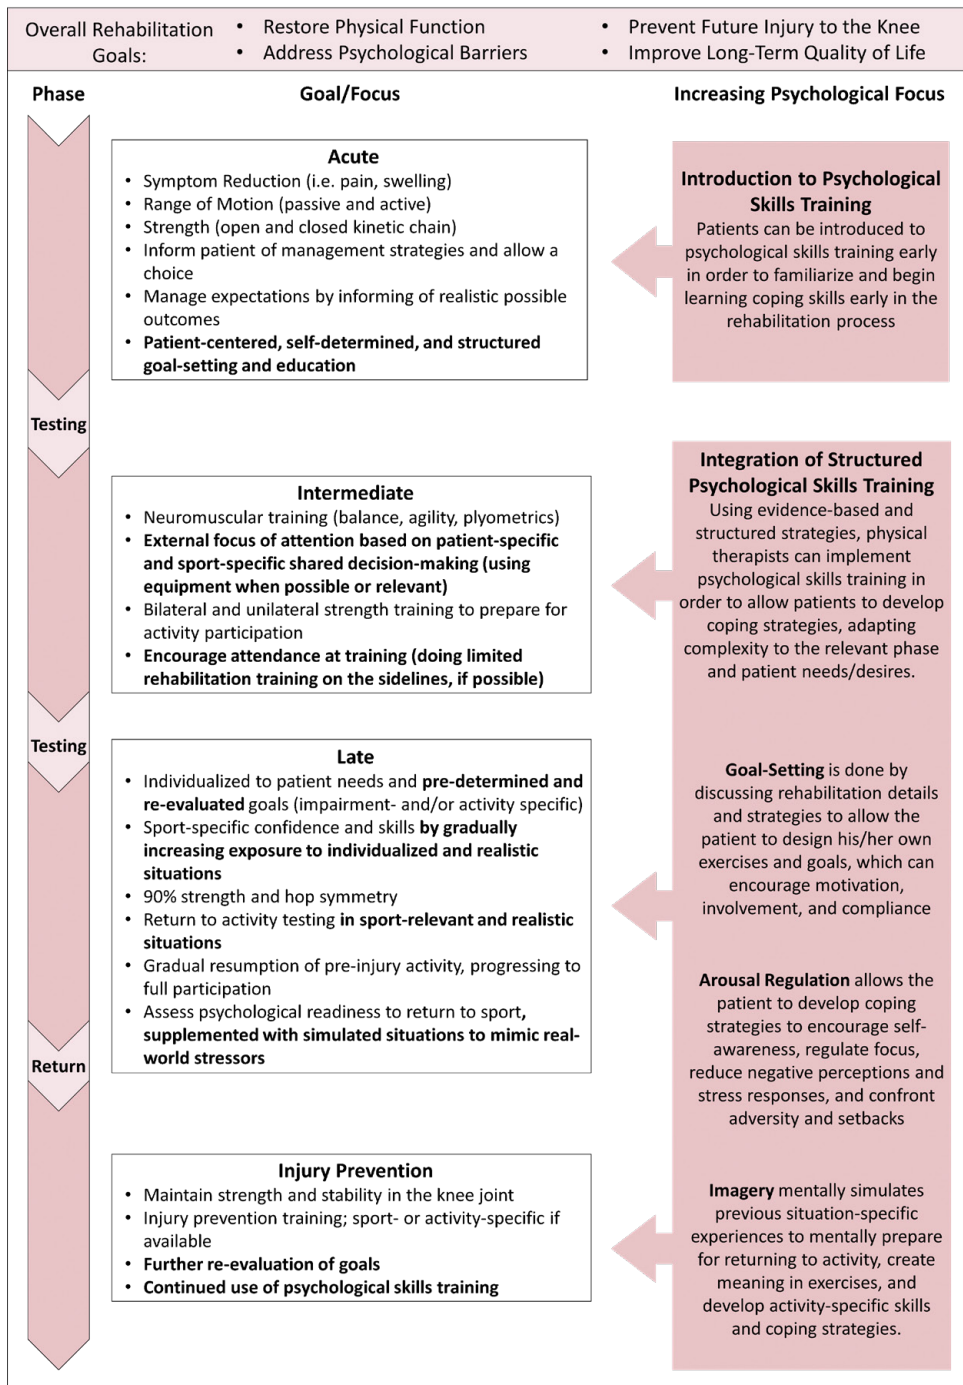 Overall Rehabilitation Goals:
• Restore Physical Function
• Address Psychological Barriers
• Prevent Future Injury to the Knee
• Improve Long-Term Quality of Life
Phase
Goal/Focus
Increasing Psychological Focus
Acute
• Symptom Reduction (i.e. pain, swelling)
• Range of Motion (passive and active)
• Strength (open and closed kinetic chain)
• Inform patient of management strategies and allow a
choice
• Manage expectations by informing of realistic possible
outcomes
• Patient-centered, self-determined, and structured
goal-setting and education
Introduction to Psychological
Skills Training
Patients can be introduced to
psychological skills training early
in order to familiarize and begin
learning coping skills early in the
rehabilitation process
Testing
Intermediate
• Neuromuscular training (balance, agility, plyometrics)
• External focus of attention based on patient-specific
and sport-specific shared decision-making (using
equipment when possible or relevant)
• Bilateral and unilateral strength training to prepare for
activity participation
• Encourage attendance at training (doing limited
rehabilitation training on the sidelines, if possible)
Integration of Structured
Psychological Skills Training
Using evidence-based and
structured strategies, physical
therapists can implement
psychological skills training in
order to allow patients to develop
coping strategies, adapting
complexity to the relevant phase
and patient needs/desires.
Testing
Late
• Individualized to patient needs and pre-determined and
re-evaluated goals (impairment- and/or activity specific)
• Sport-specific confidence and skills by gradually
increasing exposure to individualized and realistic
situations
• 90% strength and hop symmetry
• Return to activity testing in sport-relevant and realistic
situations
• Gradual resumption of pre-injury activity, progressing to
full participation
• Assess psychological readiness to return to sport,
supplemented with simulated situations to mimic real-
world stressors
Goal-Setting is done by
discussing rehabilitation details
and strategies to allow the
patient to design his/her own
exercises and goals, which can
encourage motivation,
involvement, and compliance
Arousal Regulation allows the
patient to develop coping
strategies to encourage self-
awareness, regulate focus,
reduce negative perceptions and
stress responses, and confront
adversity and setbacks
Return
Injury Prevention
• Maintain strength and stability in the knee joint
• Injury prevention training; sport- or activity-specific if
available
• Further re-evaluation of goals
• Continued use of psychological skills training
Imagery mentally simulates
previous situation-specific
experiences to mentally prepare
for returning to activity, create
meaning in exercises, and
develop activity-specific skills
and coping strategies.